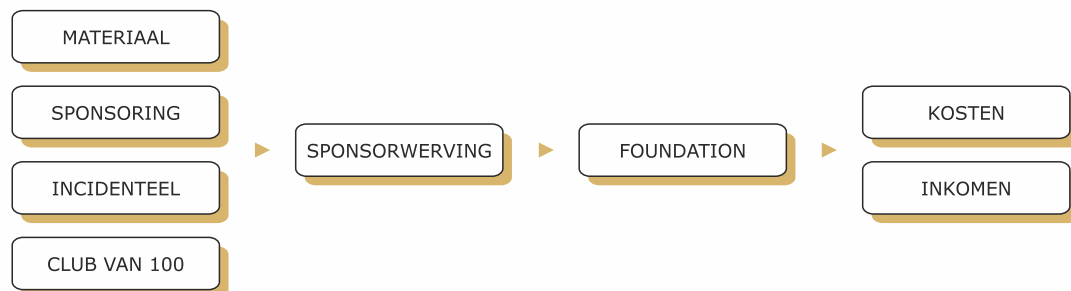 MATERIAAL
SPONSORING
INCIDENTEEL
CLUB VAN 100
SPONSORWERVING
FOUNDATION
KOSTEN
INKOMEN